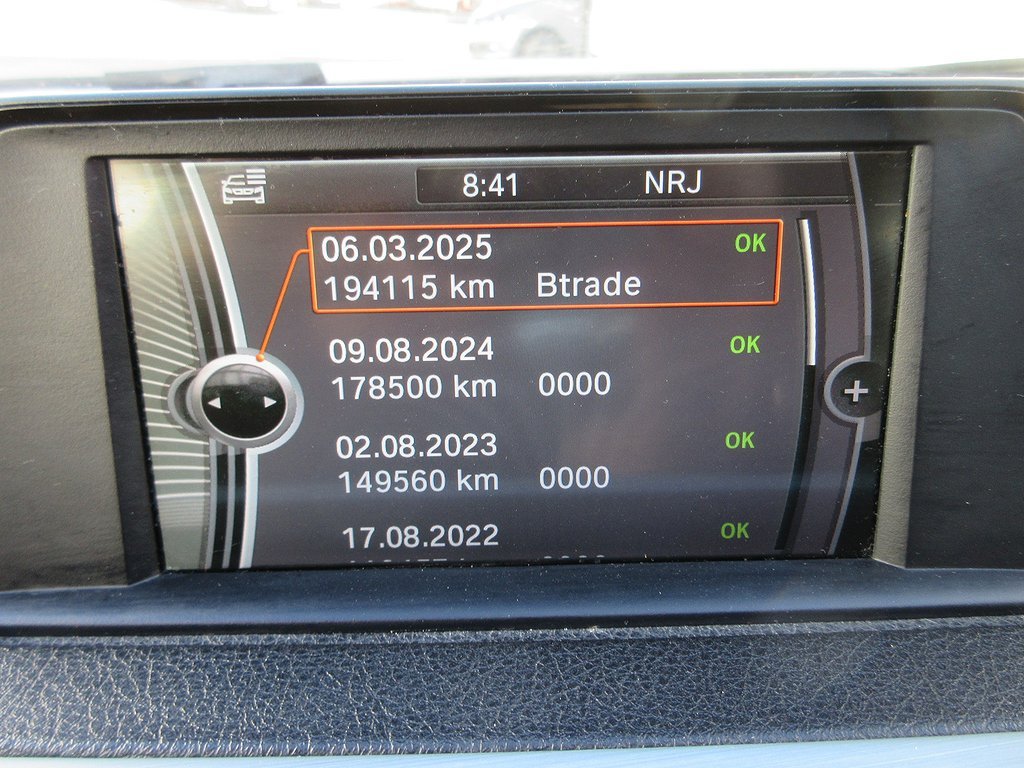 8:41 NRJ
06.03.2025 OK
194115 km Btrade
09.08.2024 OK
178500 km 0000
02.08.2023 OK
149560 km 0000
17.08.2022 OK